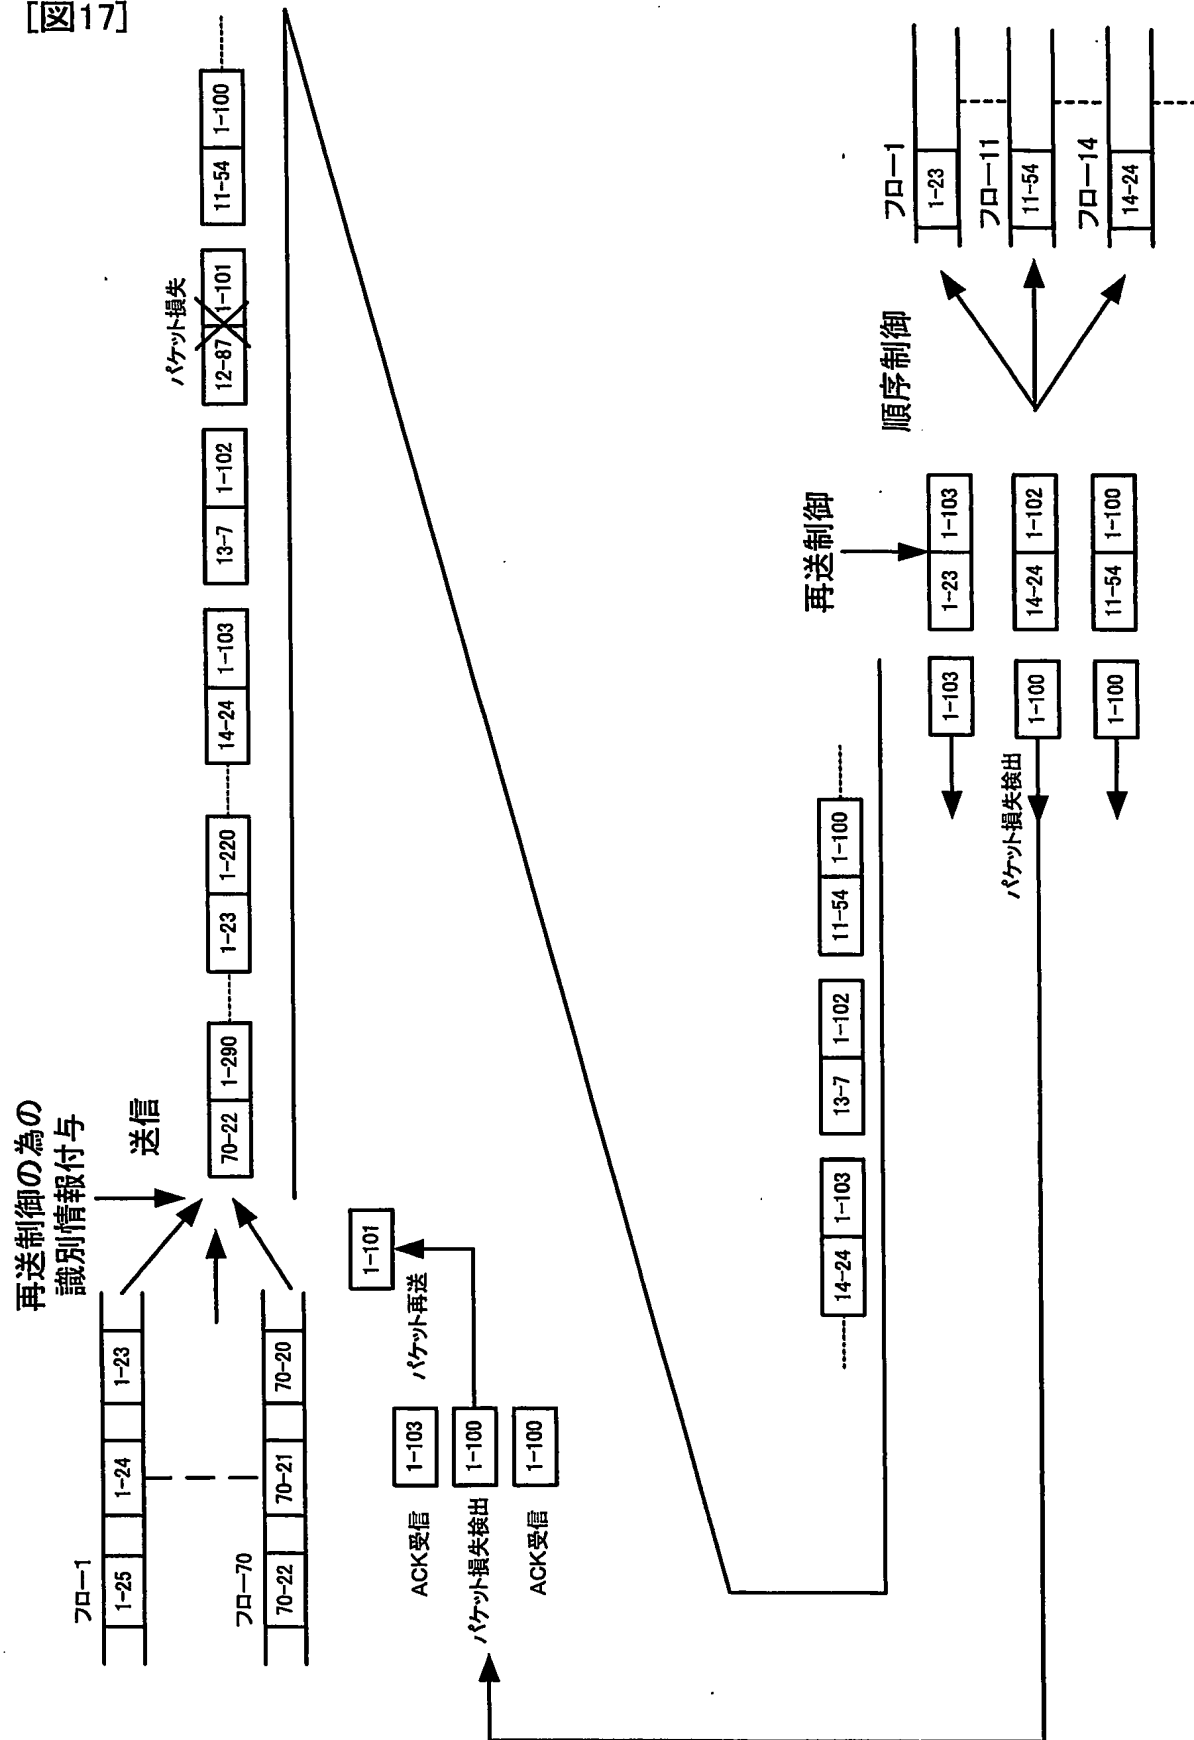 [図17]
再送制御の為の
識別情報付与
送信
フロー1
1-25
1-24
1-23
フロー70
70-22
70-21
70-20
70-22
1-290
1-23
1-220
14-24
1-103
13-7
1-102
パケット損失
12-87
1-101
11-54
1-100
1-101
パケット再送
ACK受信
1-103
パケット損失検出
1-100
ACK受信
1-100
14-24
1-103
13-7
1-102
11-54
1-100
再送制御
1-103
1-23
1-103
パケット損失検出
1-100
14-24
1-102
1-100
11-54
1-100
順序制御
フロー1
1-23
フロー11
11-54
フロー14
14-24